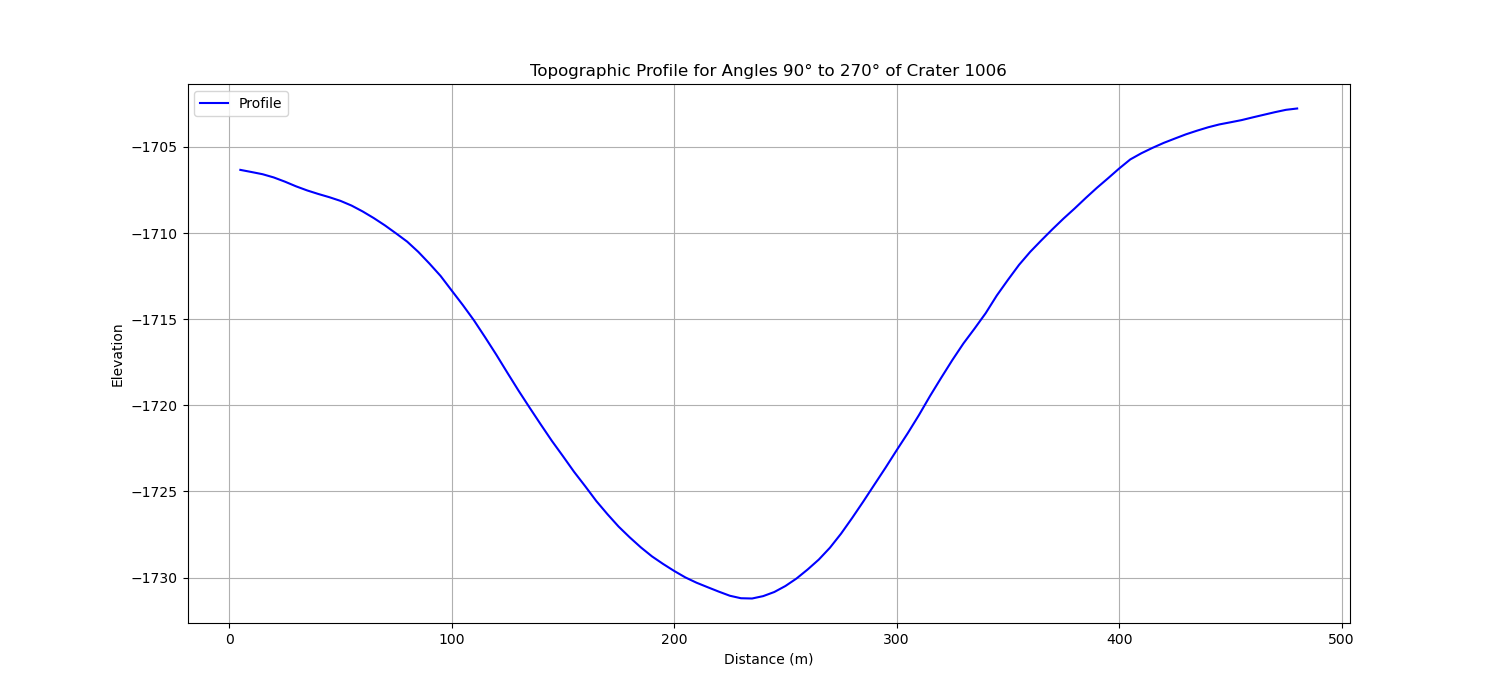 Topographic Profile for Angles 90° to 270° of Crater 1006
Profile
−1705
−1710
−1715
−1720
−1725
−1730
Elevation
0 100 200 300 400 500
Distance (m)